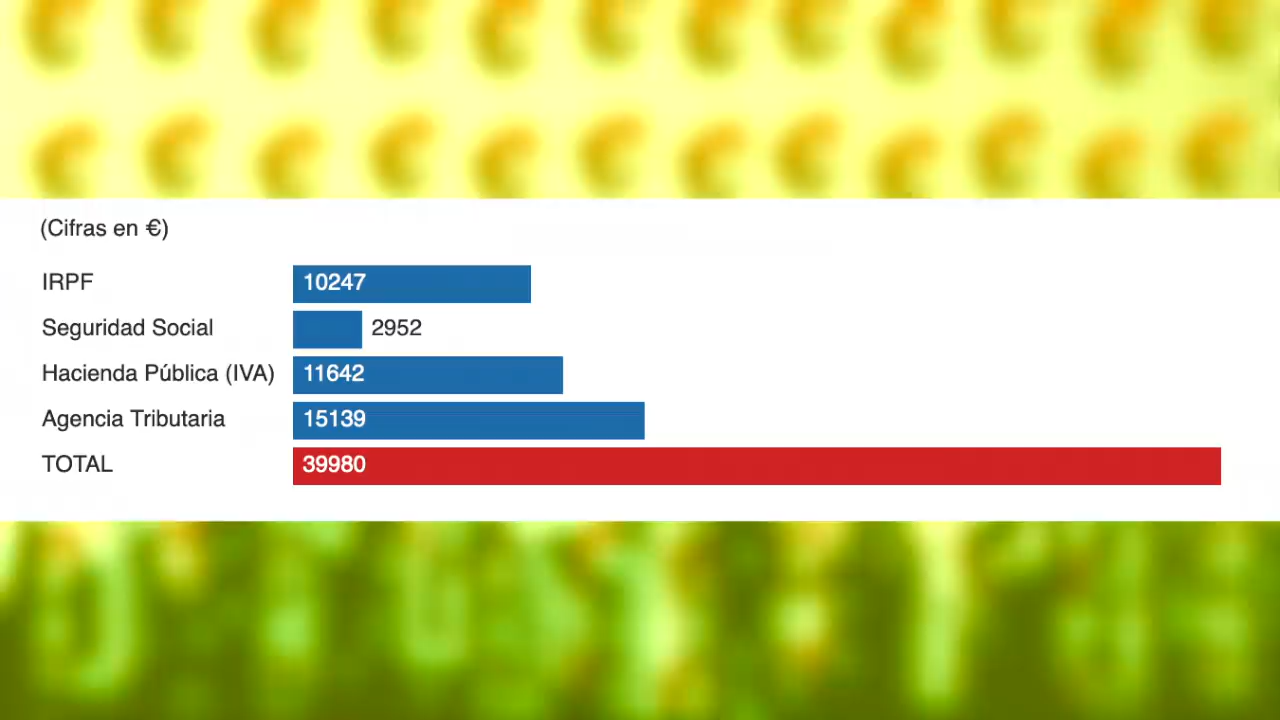 (Cifras en €)
IRPF 10247
Seguridad Social 2952
Hacienda Pública (IVA) 11642
Agencia Tributaria 15139
TOTAL 39980